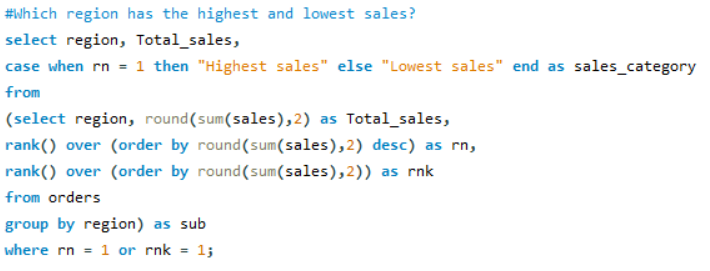 #Which region has the highest and lowest sales?
select region, Total_sales,
case when rn = 1 then "Highest sales" else "Lowest sales" end as sales_category
from
(select region, round(sum(sales),2) as Total_sales,
rank() over (order by round(sum(sales),2) desc) as rn,
rank() over (order by round(sum(sales),2)) as rnk
from orders
group by region) as sub
where rn = 1 or rnk = 1;